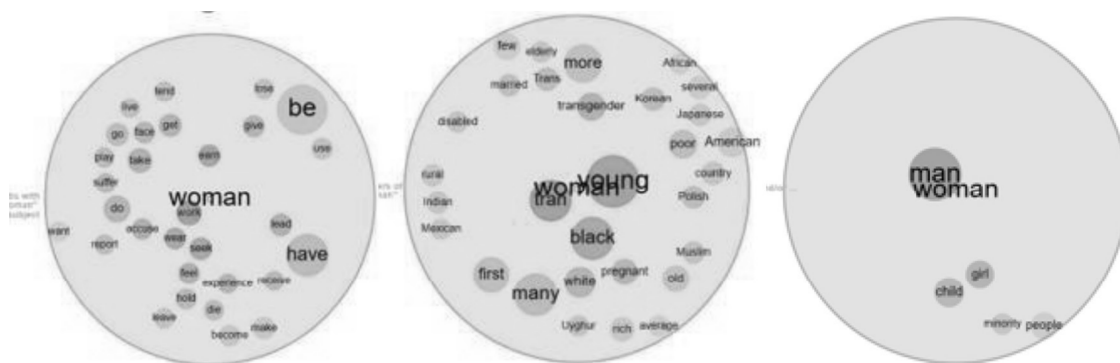 tend
lose
be
live
go
face
get
give
use
play
take
earn
suffer
woman
do
work
accuse
wear
seek
lead
want
report
have
feel
experience
receive
hold
die
leave
become
make
few
elderly
more
African
married
Trans
several
transgender
Korean
Japanese
disabled
poor
American
rural
woman
young
country
tran
Polish
Indian
Mexican
black
Muslim
first
many
white
pregnant
old
Uyghur
rich
average
man
woman
girl
child
minority
people